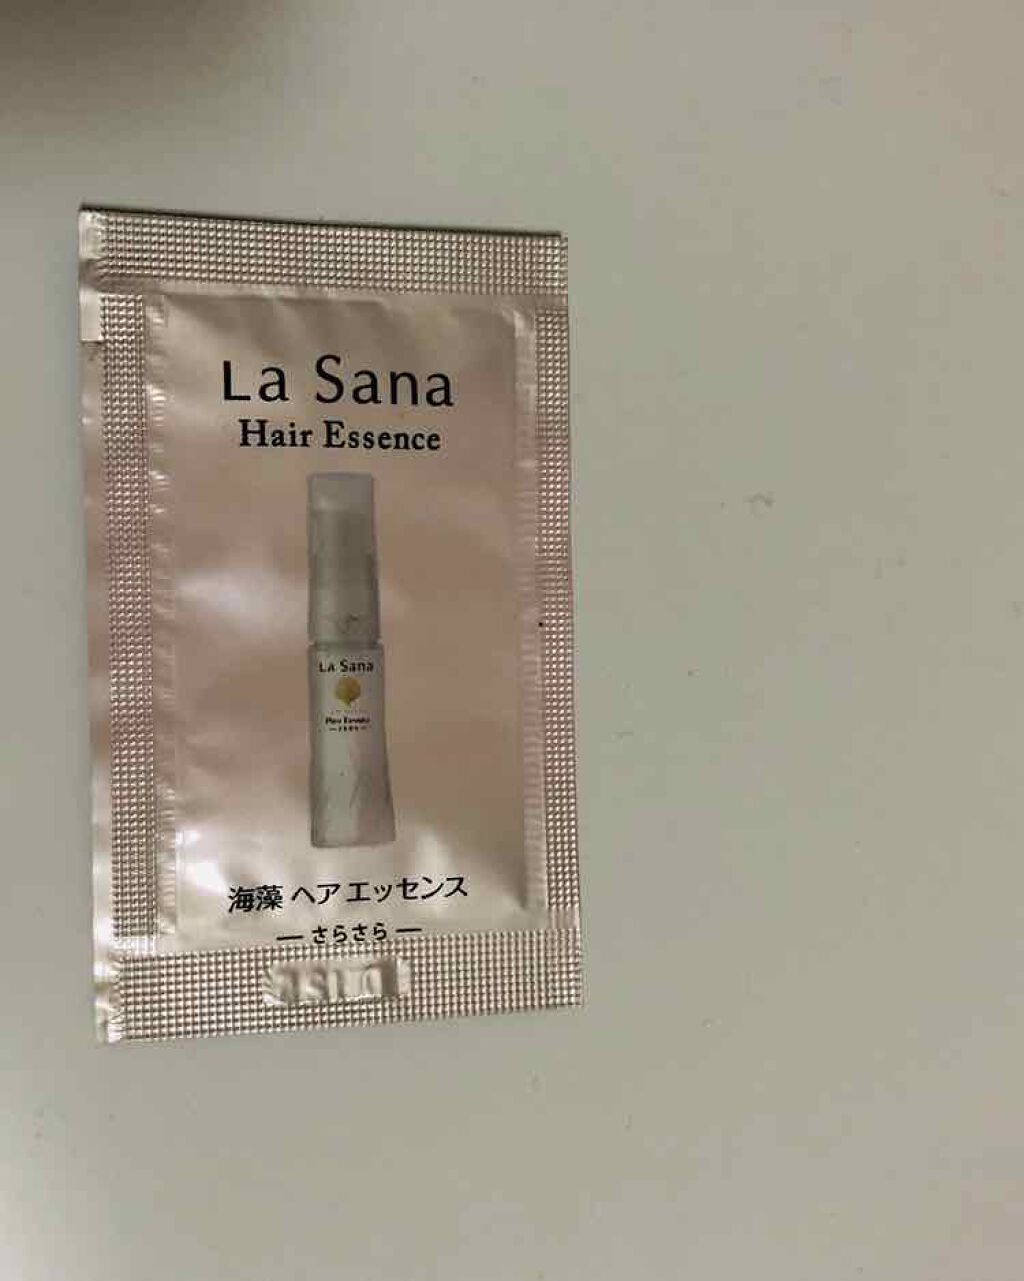 La Sana
Hair Essence
La Sana
海藻 ヘア エッセンス
— さらさら —